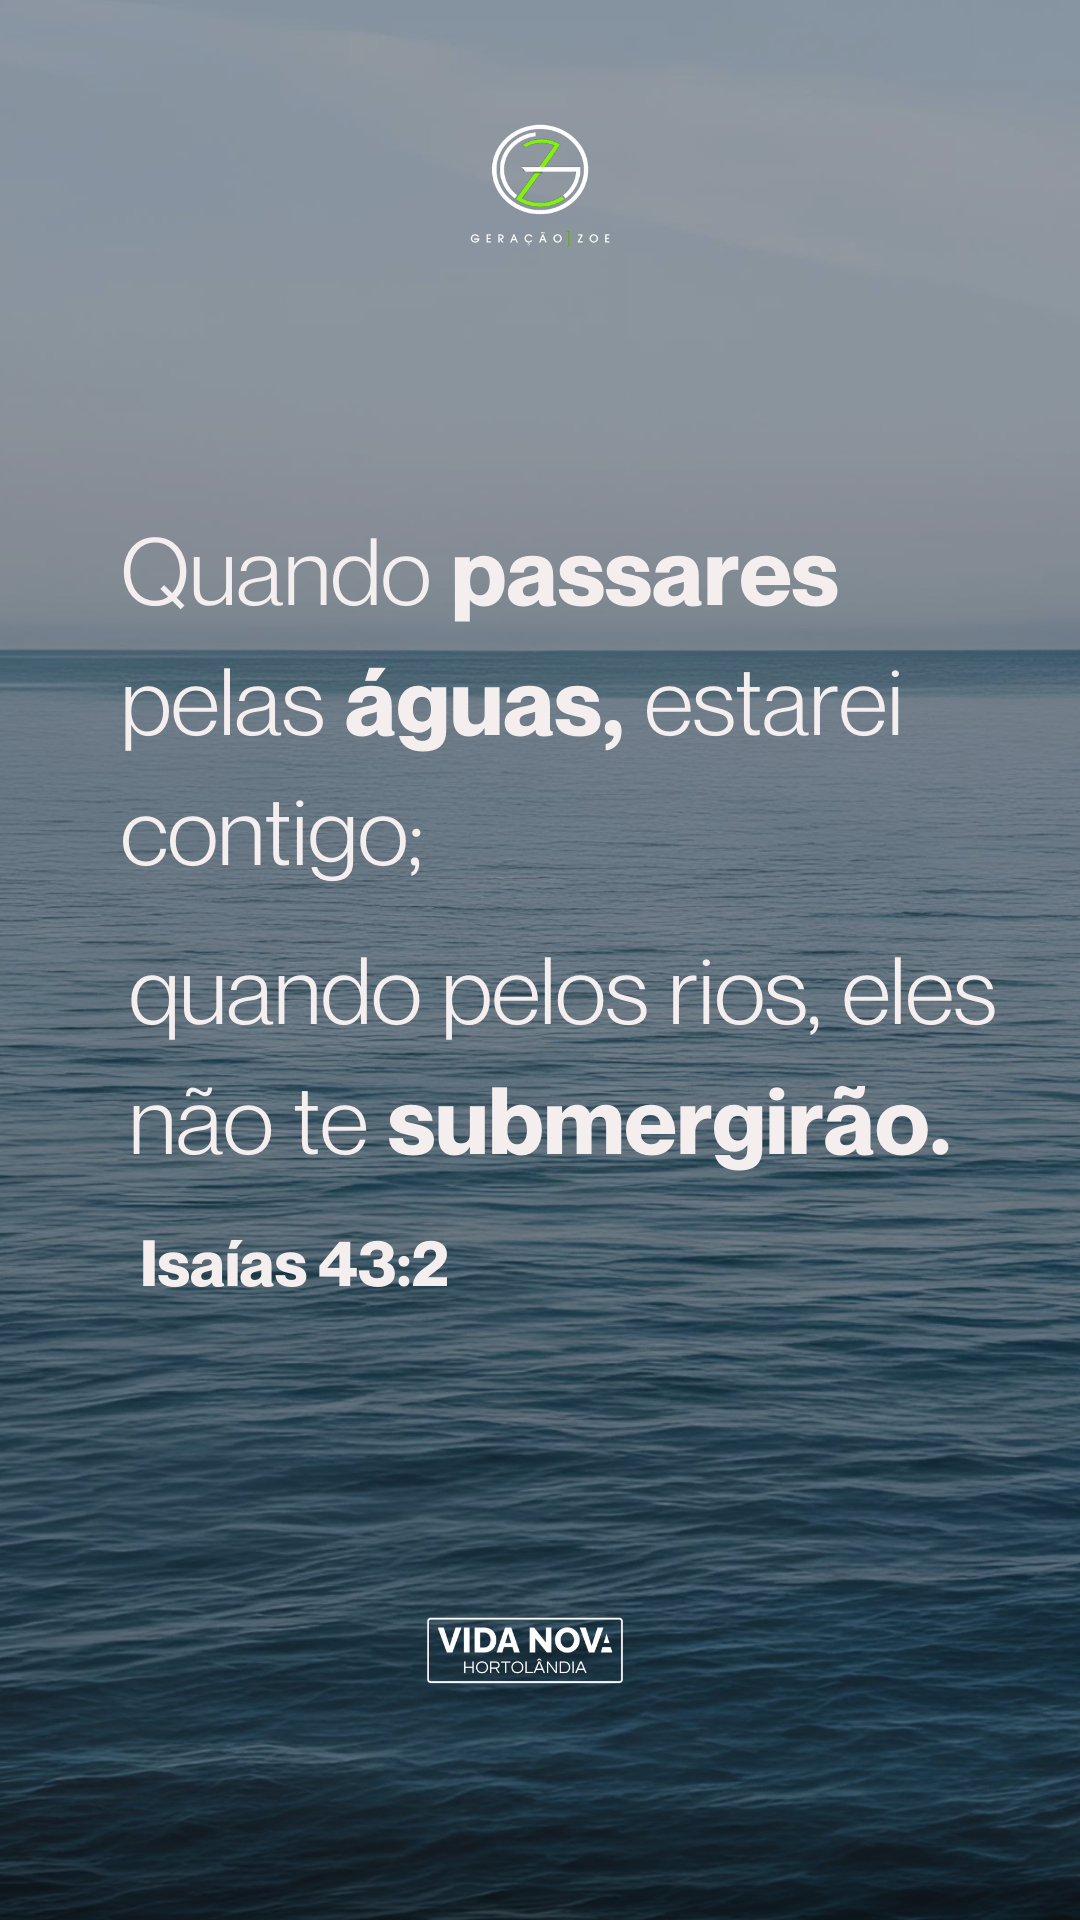 GERAÇÃO|ZOE
Quando passares
pelas águas, estarei
contigo;
quando pelos rios, eles
não te submergirão.
Isaías 43:2
VIDA NOVA
HORTOLÂNDIA